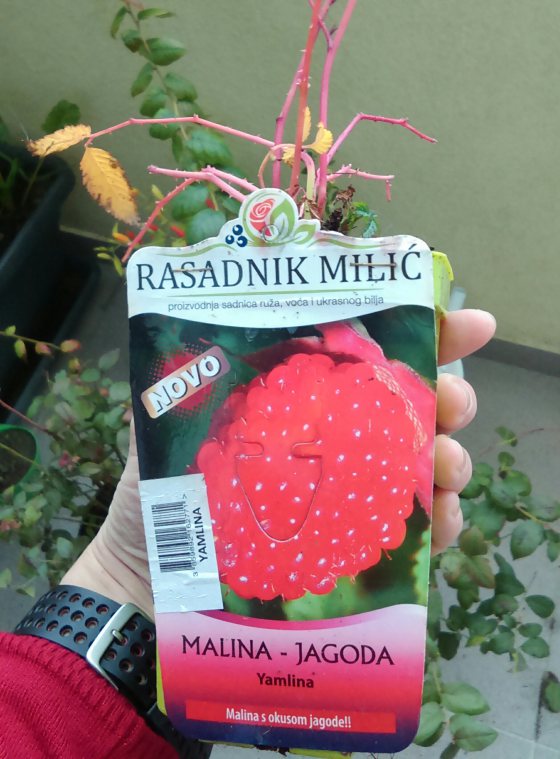 RASADNIK MILIĆ
proizvodnja sadnica ruža, voća i ukrasnog bilja
NOVO
YAMLINA
MALINA - JAGODA
Yamlina
Malina s okusom jagode!!